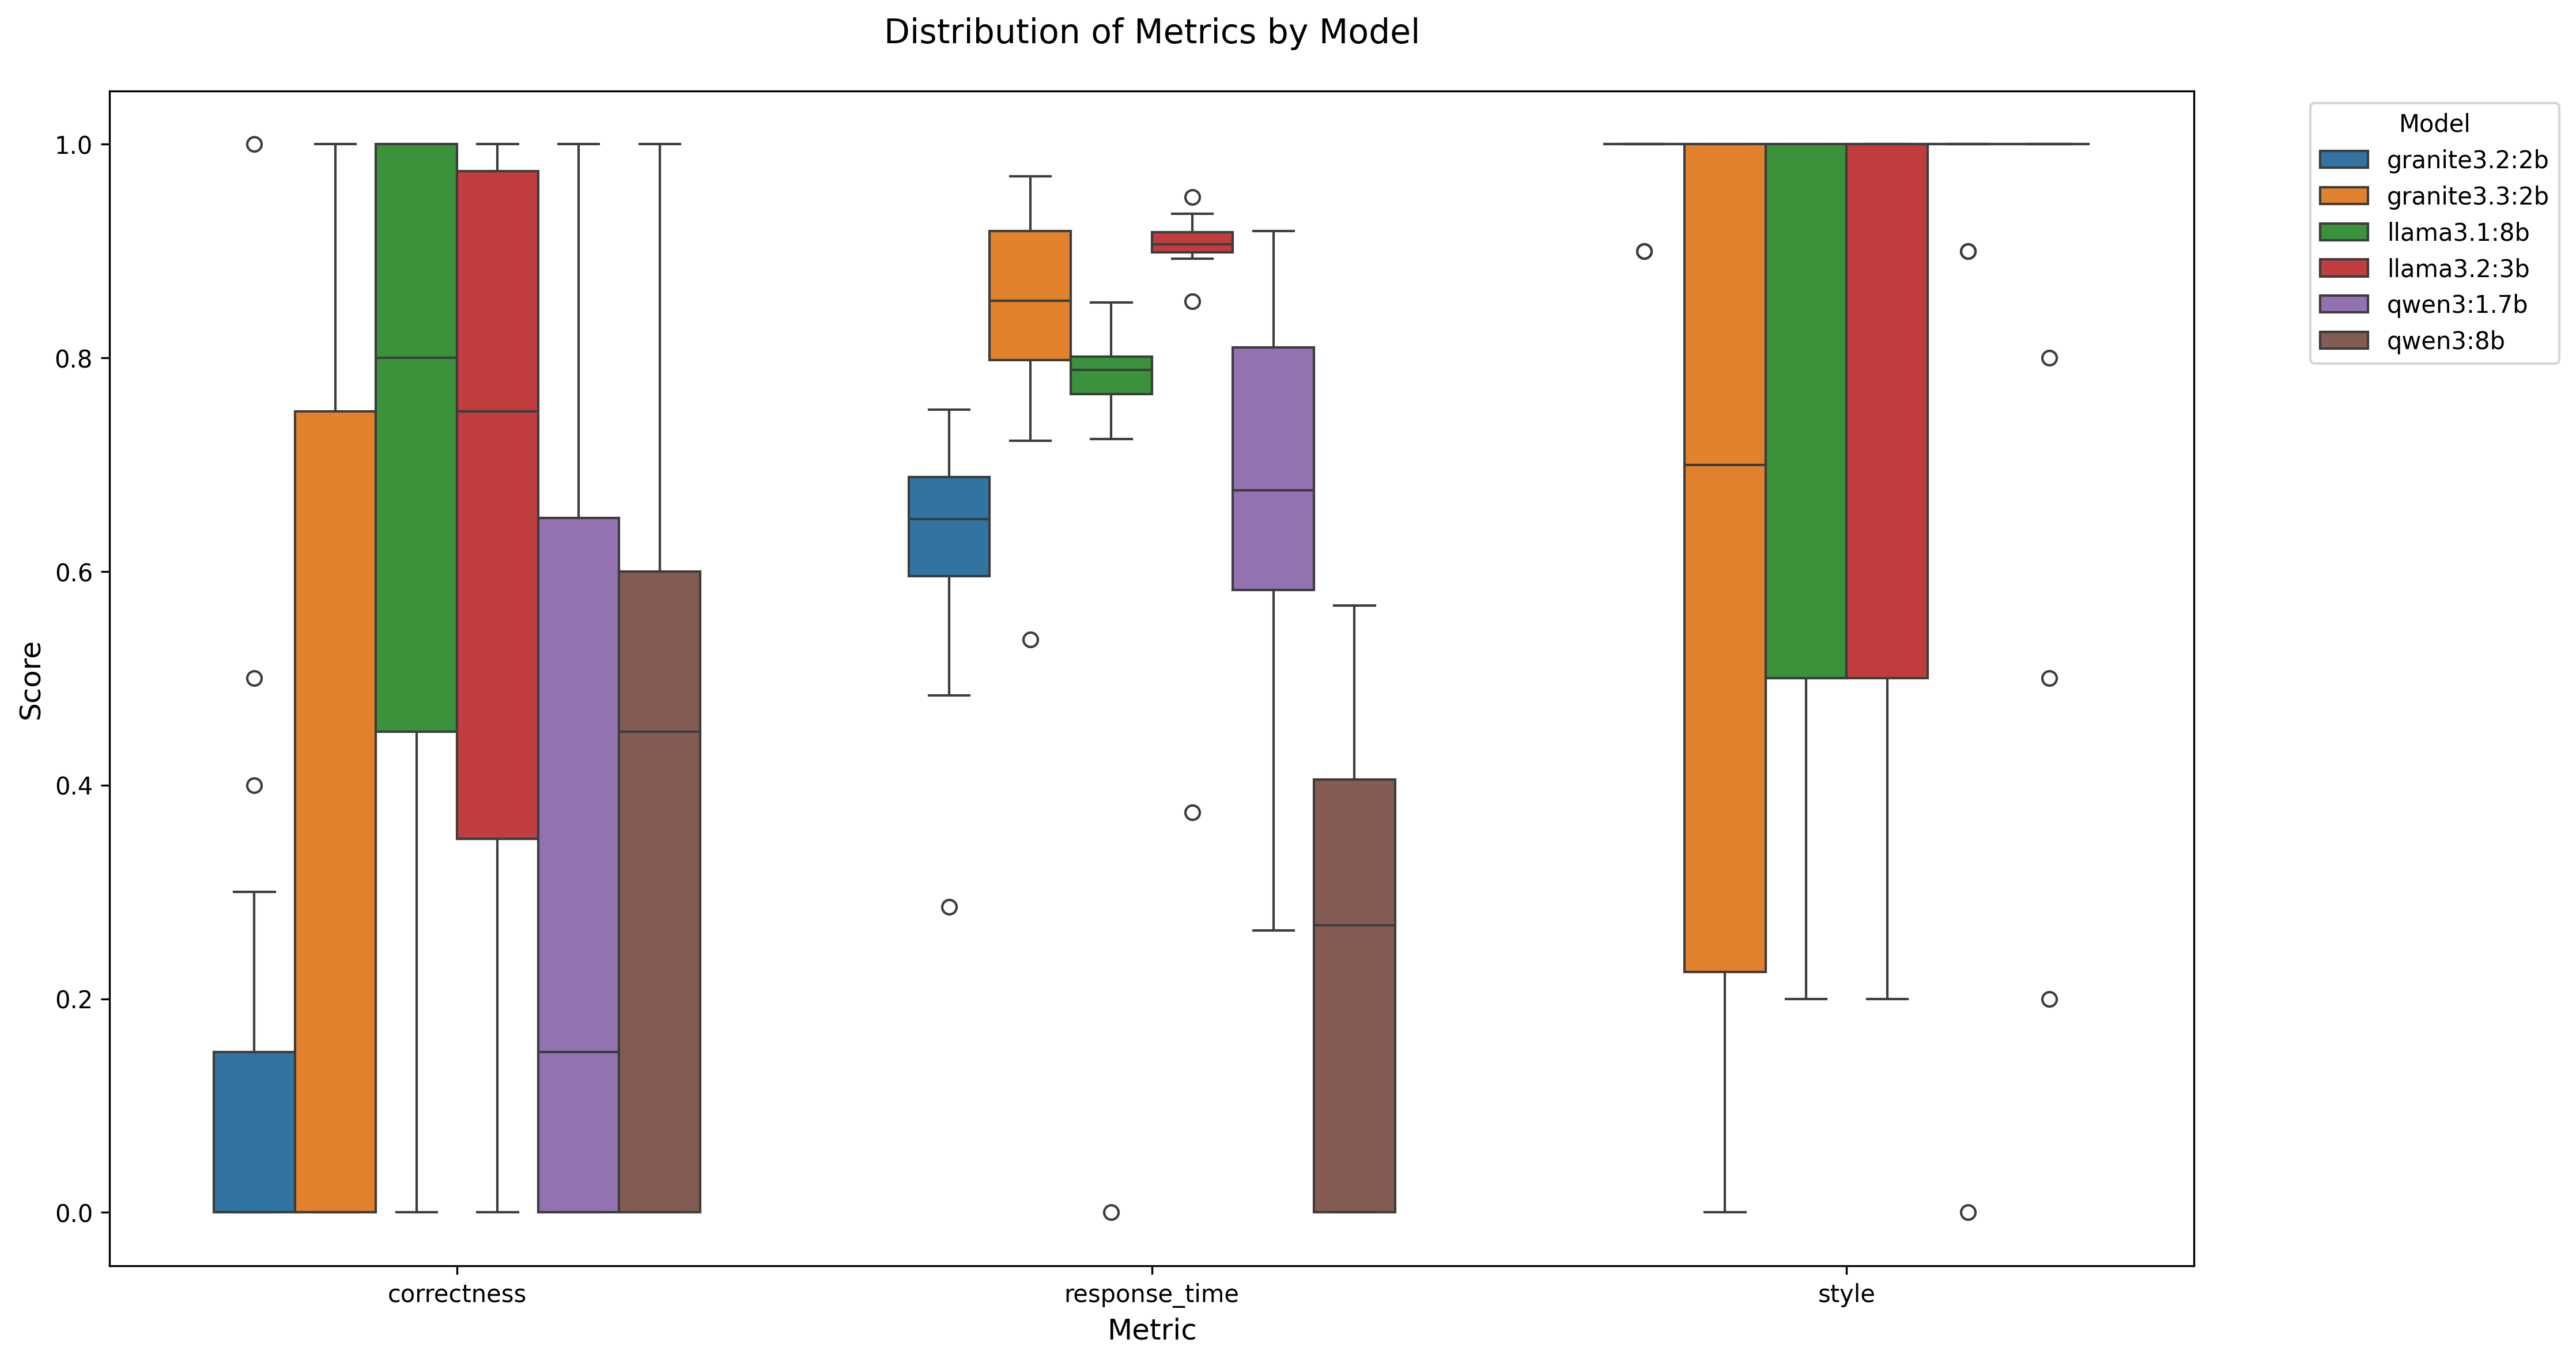 Distribution of Metrics by Model
Model
granite3.2:2b
granite3.3:2b
llama3.1:8b
llama3.2:3b
qwen3:1.7b
qwen3:8b
Score
1.0
0.8
0.6
0.4
0.2
0.0
correctness
response_time
style
Metric